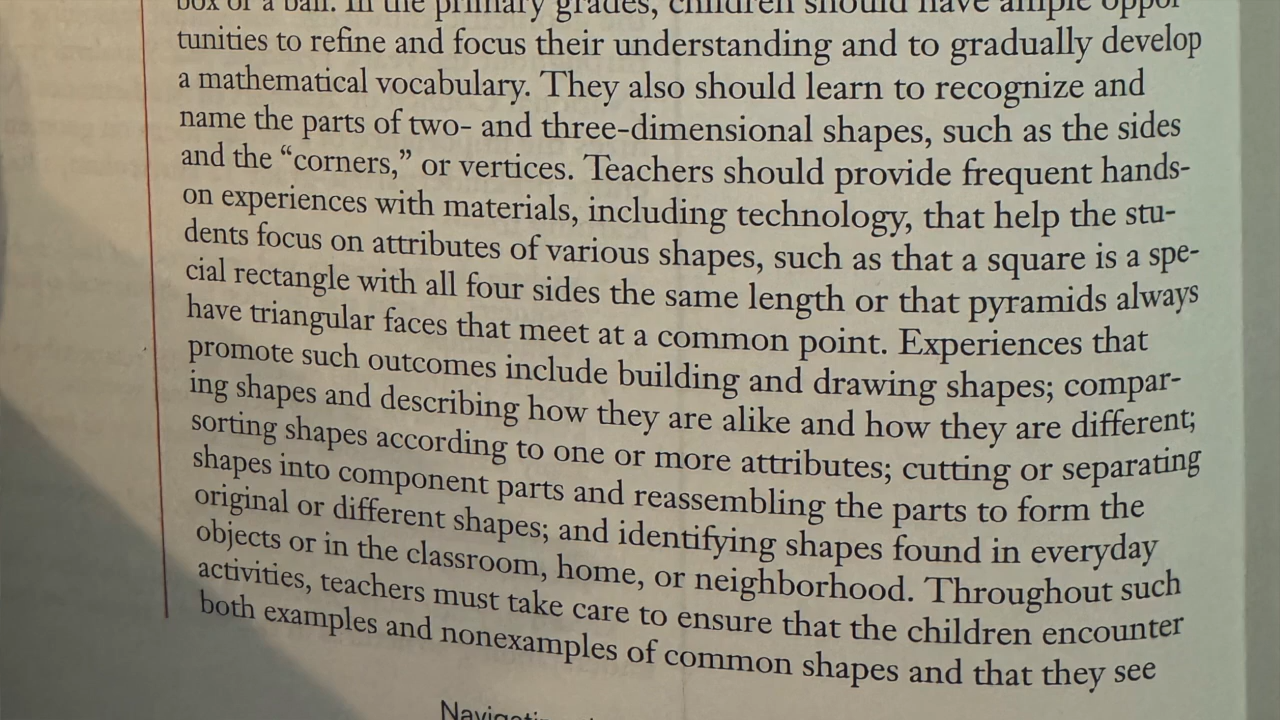 box or a ball. In the primary grades, children should have ample oppor-
tunities to refine and focus their understanding and to gradually develop
a mathematical vocabulary. They also should learn to recognize and
name the parts of two- and three-dimensional shapes, such as the sides
and the “corners,” or vertices. Teachers should provide frequent hands-
on experiences with materials, including technology, that help the stu-
dents focus on attributes of various shapes, such as that a square is a spe-
cial rectangle with all four sides the same length or that pyramids always
have triangular faces that meet at a common point. Experiences that
promote such outcomes include building and drawing shapes; compar-
ing shapes and describing how they are alike and how they are different;
sorting shapes according to one or more attributes; cutting or separating
shapes into component parts and reassembling the parts to form the
original or different shapes; and identifying shapes found in everyday
objects or in the classroom, home, or neighborhood. Throughout such
activities, teachers must take care to ensure that the children encounter
both examples and nonexamples of common shapes and that they see